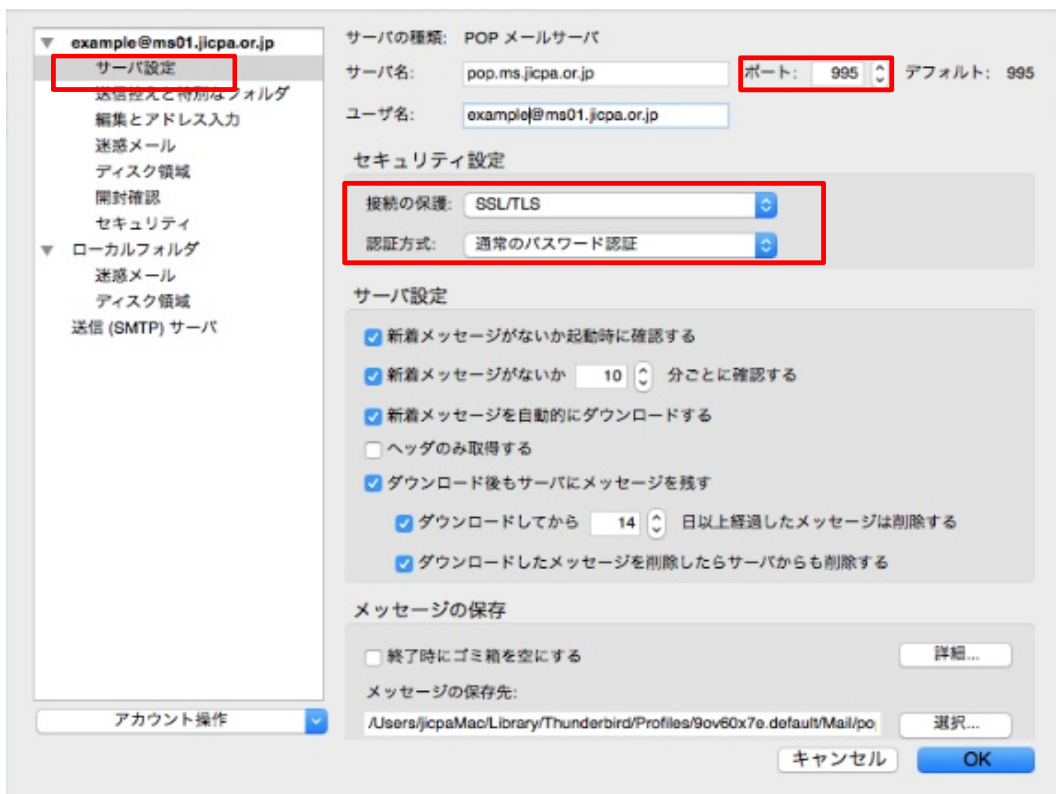 example@ms01.jicpa.or.jp
サーバ設定
送信控えと特別なフォルダ
編集とアドレス入力
迷惑メール
ディスク領域
開封確認
セキュリティ
ローカルフォルダ
迷惑メール
ディスク領域
送信 (SMTP) サーバ
アカウント操作
サーバの種類: POP メールサーバ
サーバ名: pop.ms.jicpa.or.jp ポート: 995 デフォルト: 995
ユーザ名: example@ms01.jicpa.or.jp
セキュリティ設定
接続の保護: SSL/TLS
認証方式: 通常のパスワード認証
サーバ設定
新着メッセージがないか起動時に確認する
新着メッセージがないか 10 分ごとに確認する
新着メッセージを自動的にダウンロードする
ヘッダのみ取得する
ダウンロード後もサーバにメッセージを残す
ダウンロードしてから 14 日以上経過したメッセージは削除する
ダウンロードしたメッセージを削除したらサーバからも削除する
メッセージの保存
終了時にゴミ箱を空にする 詳細...
メッセージの保存先:
/Users/jicpaMac/Library/Thunderbird/Profiles/9ov60x7e.default/Mail/po 選択...
キャンセル OK